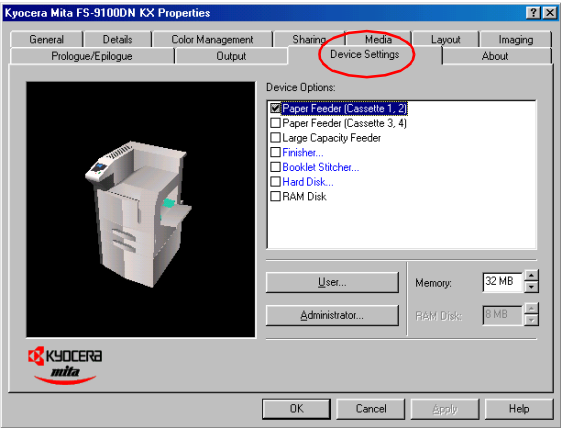 Kyocera Mita FS-9100DN KX Properties
General Details Color Management Sharing Media Layout Imaging
Prologue/Epilogue Output Device Settings About
Device Options:
Paper Feeder (Cassette 1, 2)
Paper Feeder (Cassette 3, 4)
Large Capacity Feeder
Finisher...
Booklet Stitcher...
Hard Disk...
RAM Disk
User... Memory: 32 MB
Administrator... RAM Disk: 8 MB
KYOCERA
mita
OK Cancel Apply Help